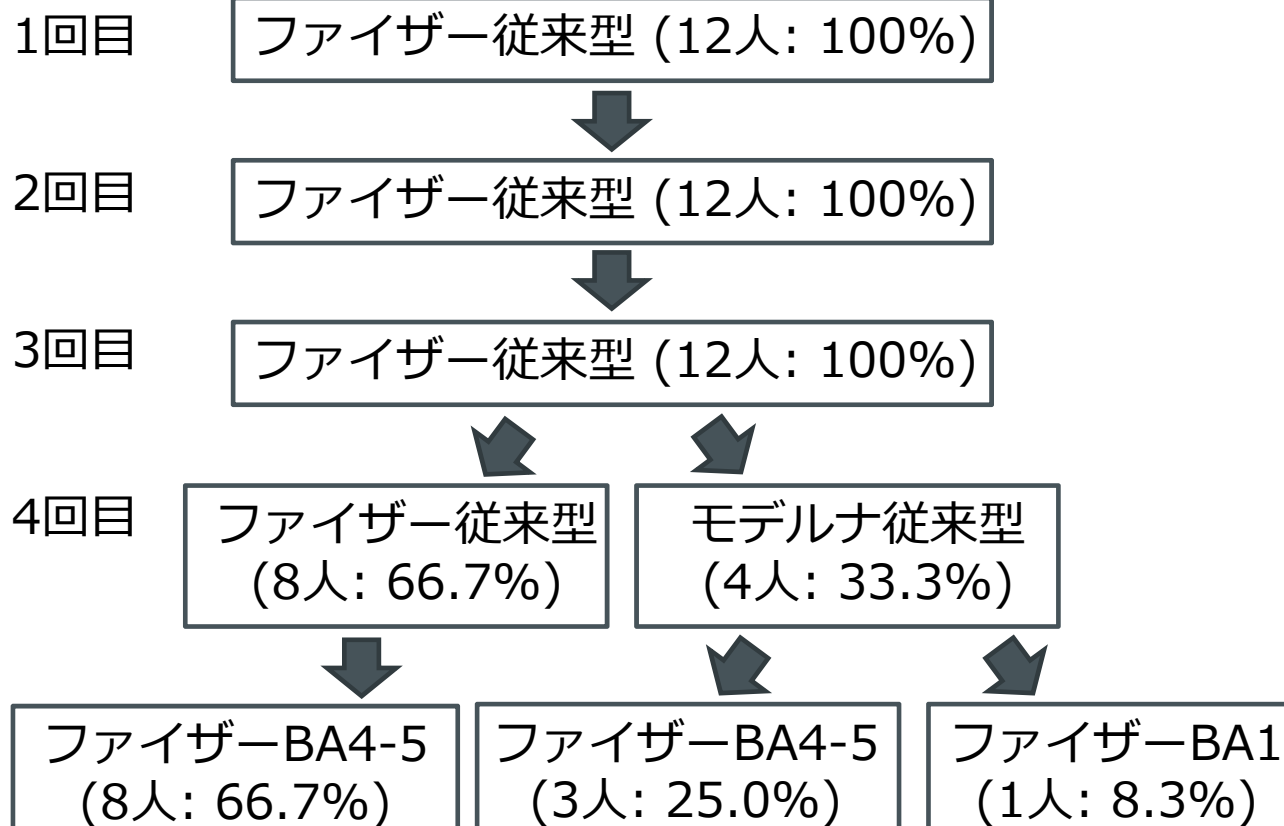 1回目
ファイザー従来型 (12人: 100%)
2回目
ファイザー従来型 (12人: 100%)
3回目
ファイザー従来型 (12人: 100%)
4回目
ファイザー従来型
(8人: 66.7%)
モデルナ従来型
(4人: 33.3%)
ファイザーBA4-5
(8人: 66.7%)
ファイザーBA4-5
(3人: 25.0%)
ファイザーBA1
(1人: 8.3%)